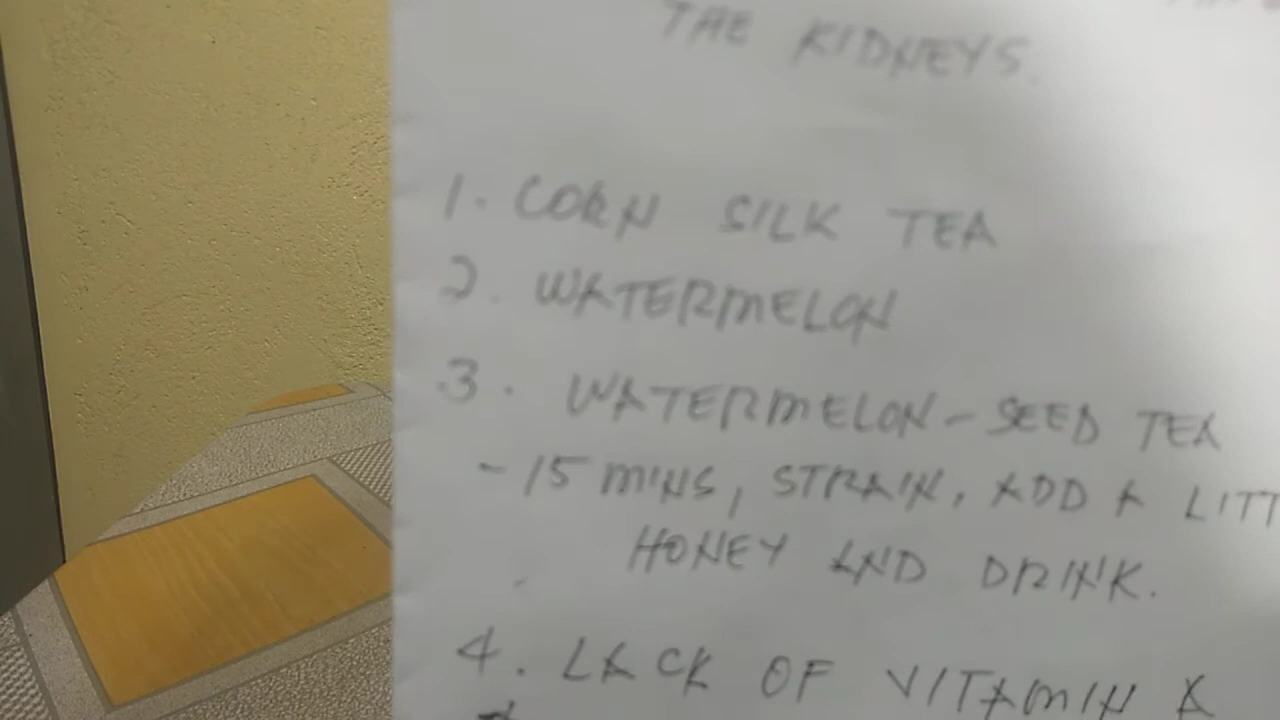 THE KIDNEYS.
1. CORN SILK TEA
2. WATERMELON
3. WATERMELON-SEED TEA
- 15 MINS, STRAIN, ADD A LITT
HONEY AND DRINK.
4. LACK OF VITAMIN A